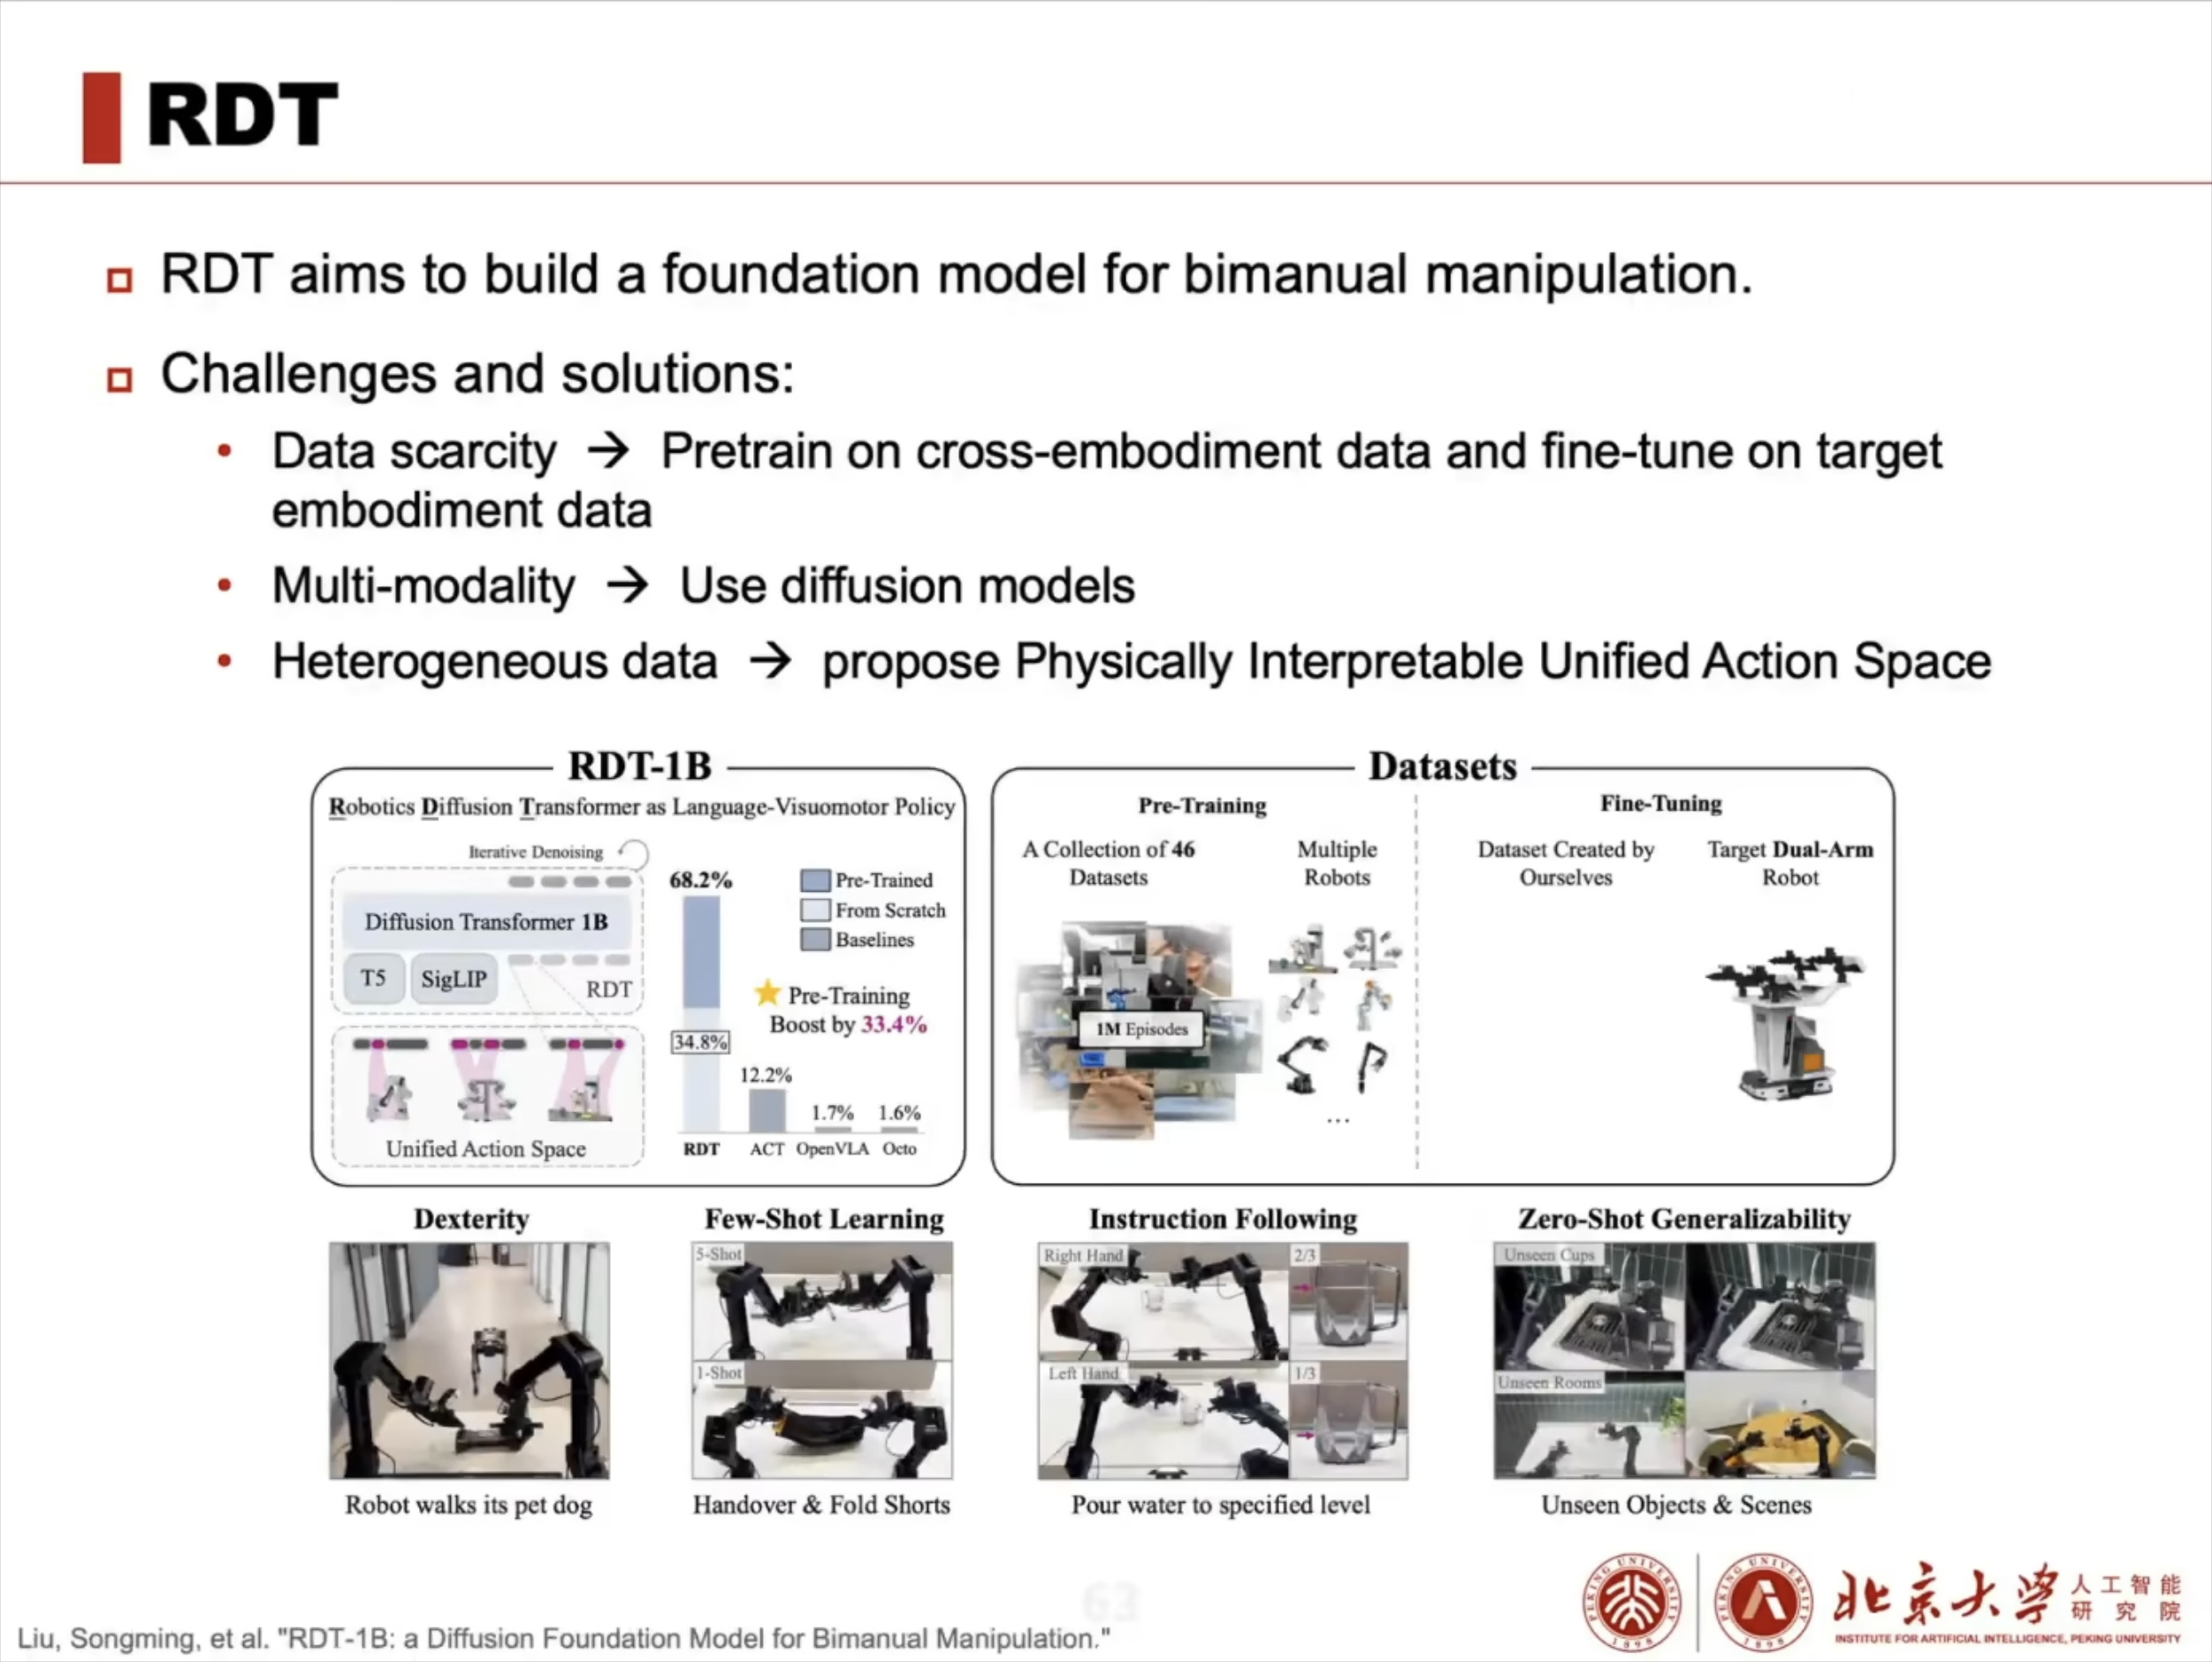 RDT
RDT aims to build a foundation model for bimanual manipulation.
Challenges and solutions:
Data scarcity → Pretrain on cross-embodiment data and fine-tune on target
embodiment data
Multi-modality → Use diffusion models
Heterogeneous data → propose Physically Interpretable Unified Action Space
RDT-1B
Robotics Diffusion Transformer as Language-Visuomotor Policy
Iterative Denoising
Diffusion Transformer 1B
T5
SigLIP
RDT
Unified Action Space
68.2%
34.8%
12.2%
1.7%
1.6%
Pre-Trained
From Scratch
Baselines
Pre-Training
Boost by 33.4%
RDT
ACT
OpenVLA
Octo
Datasets
Pre-Training
A Collection of 46
Datasets
Multiple
Robots
1M Episodes
...
Fine-Tuning
Dataset Created by
Ourselves
Target Dual-Arm
Robot
Dexterity
Robot walks its pet dog
Few-Shot Learning
5-Shot
1-Shot
Handover & Fold Shorts
Instruction Following
Right Hand
2/3
Left Hand
1/3
Pour water to specified level
Zero-Shot Generalizability
Unseen Cups
Unseen Rooms
Unseen Objects & Scenes
63
Liu, Songming, et al. "RDT-1B: a Diffusion Foundation Model for Bimanual Manipulation."
PEKING UNIVERSITY
1898
PEKING UNIVERSITY
1898
北京大学
人工智能
研究院
INSTITUTE FOR ARTIFICIAL INTELLIGENCE, PEKING UNIVERSITY